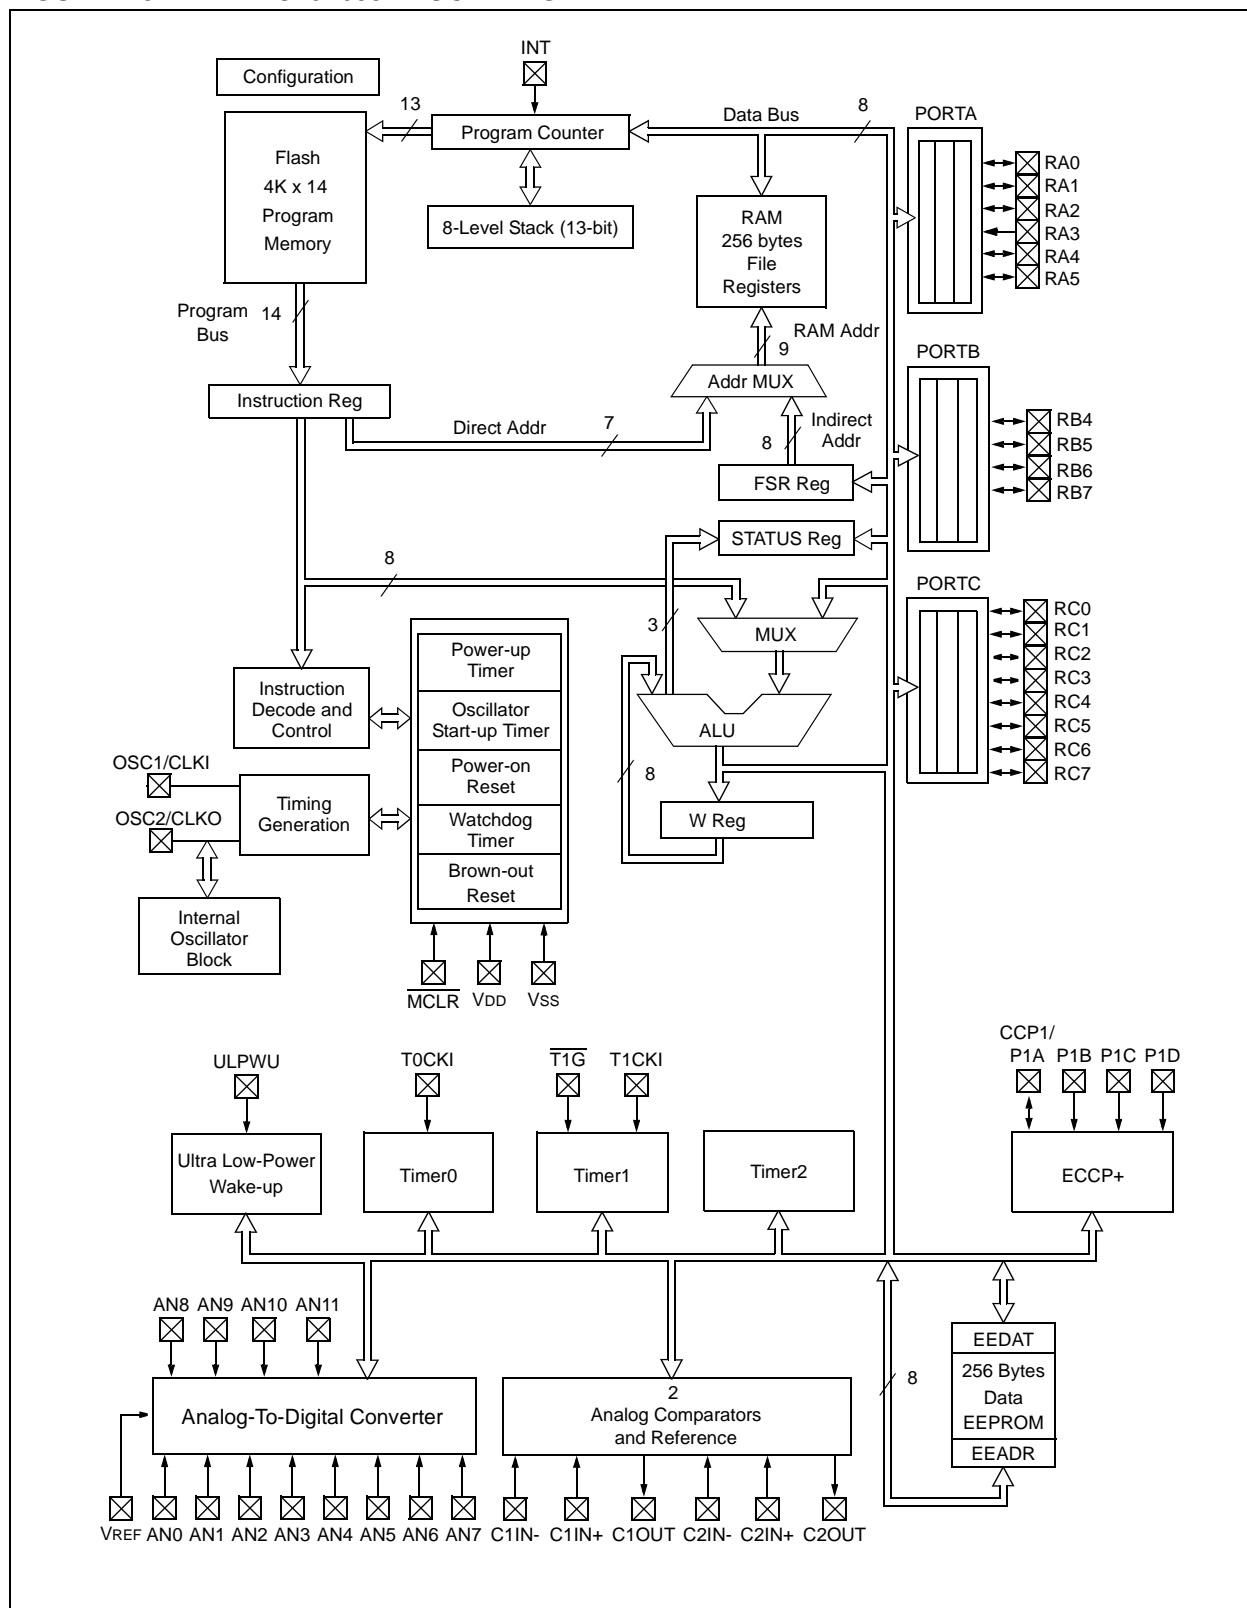 INT
Configuration
13
Program Counter
Data Bus
8
PORTA
Flash
4K x 14
Program
Memory
8-Level Stack (13-bit)
RAM
256 bytes
File
Registers
RA0
RA1
RA2
RA3
RA4
RA5
Program
Bus
14
RAM Addr
9
PORTB
Addr MUX
Instruction Reg
Direct Addr
7
Indirect
Addr
8
FSR Reg
RB4
RB5
RB6
RB7
STATUS Reg
8
PORTC
3
MUX
RC0
RC1
RC2
RC3
RC4
RC5
RC6
RC7
Power-up
Timer
Instruction
Decode and
Control
Oscillator
Start-up Timer
ALU
8
OSC1/CLKI
Power-on
Reset
OSC2/CLKO
Timing
Generation
Watchdog
Timer
W Reg
Brown-out
Reset
Internal
Oscillator
Block
MCLR
VDD
VSS
ULPWU
T0CKI
T1G
T1CKI
CCP1/
P1A
P1B
P1C
P1D
Ultra Low-Power
Wake-up
Timer0
Timer1
Timer2
ECCP+
AN8
AN9
AN10
AN11
EEDAT
256 Bytes
Data
EEPROM
EEADR
8
Analog-To-Digital Converter
2
Analog Comparators
and Reference
VREF
AN0
AN1
AN2
AN3
AN4
AN5
AN6
AN7
C1IN-
C1IN+
C1OUT
C2IN-
C2IN+
C2OUT